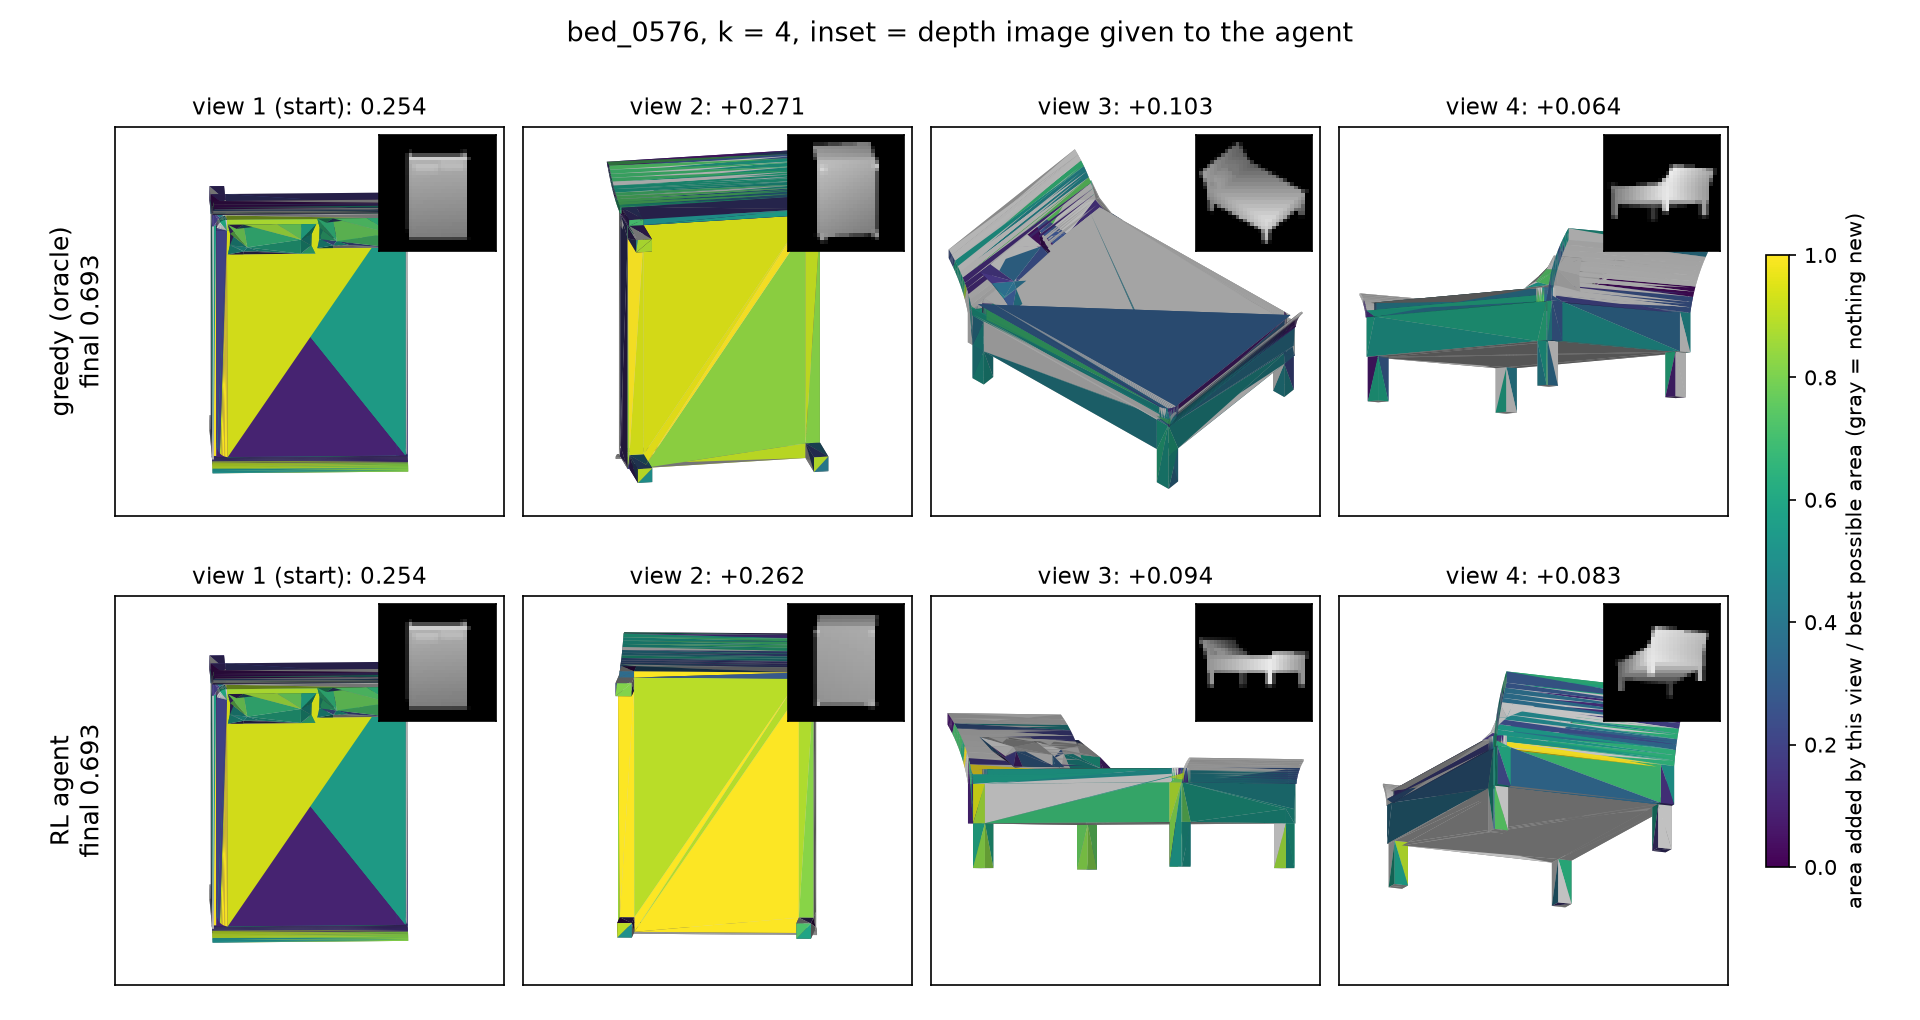 bed_0576, k = 4, inset = depth image given to the agent
view 1 (start): 0.254
view 2: +0.271
view 3: +0.103
view 4: +0.064
greedy (oracle)
final 0.693
view 1 (start): 0.254
view 2: +0.262
view 3: +0.094
view 4: +0.083
RL agent
final 0.693
1.0
0.8
0.6
0.4
0.2
0.0
area added by this view / best possible area (gray = nothing new)